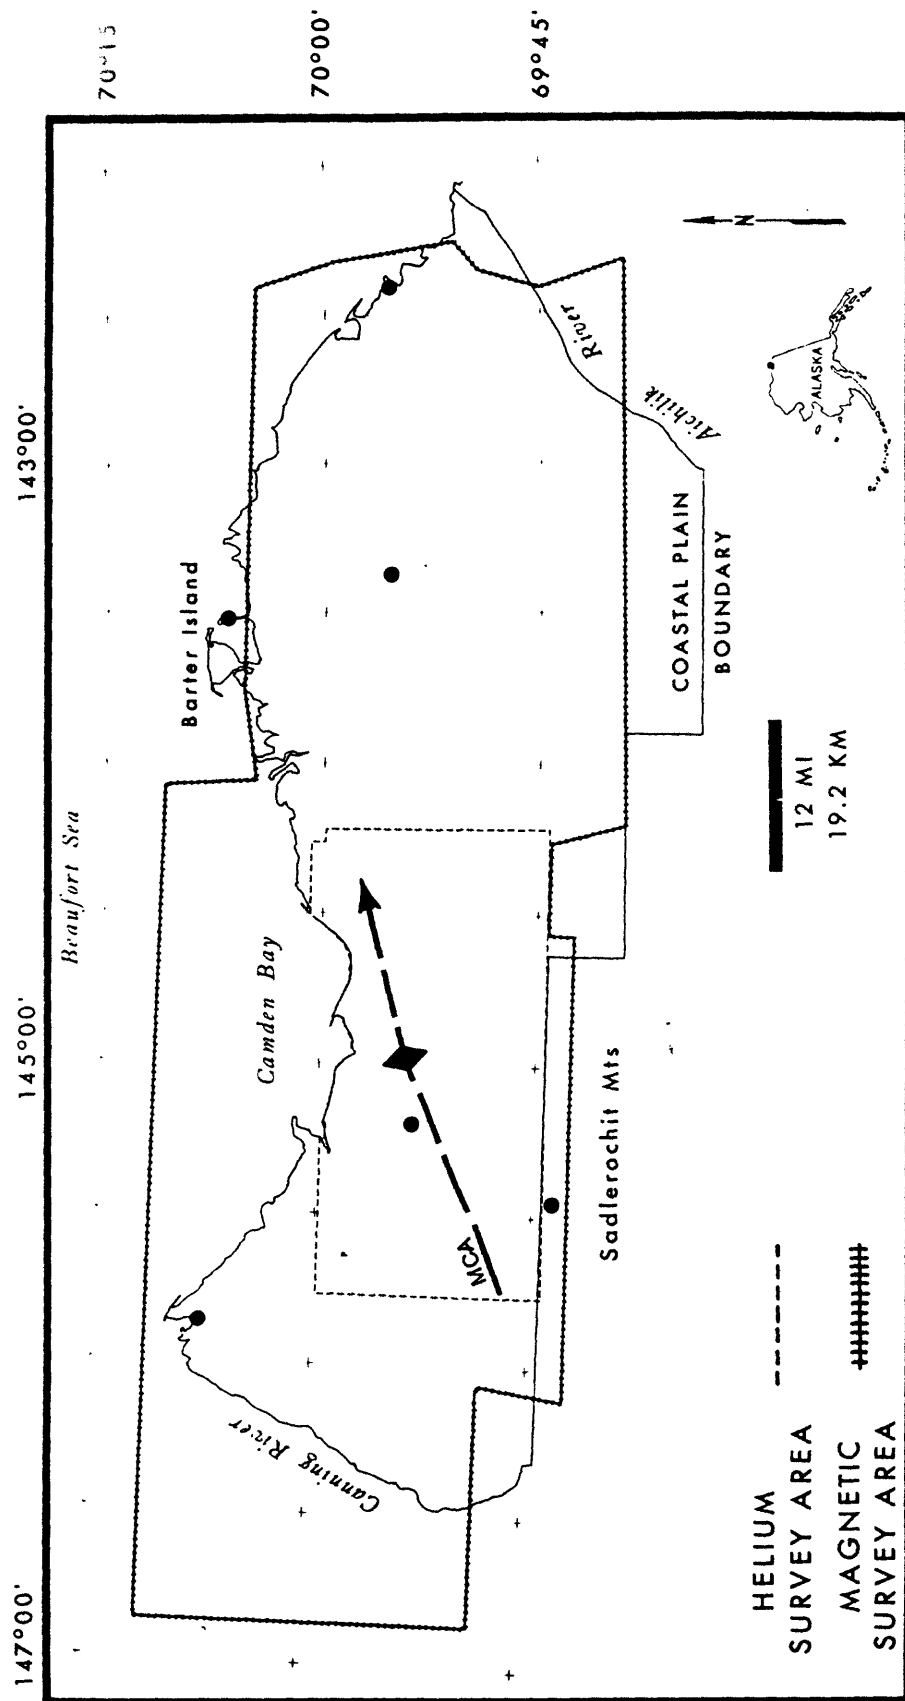 147°00'
145°00'
143°00'
70°15
70°00'
69°45'
Beaufort Sea
Barter Island
Camden Bay
Canning River
MCA
Sadlerochit Mts
Aichilik
River
COASTAL PLAIN
BOUNDARY
12 MI
19.2 KM
N
ALASKA
HELIUM
SURVEY AREA
MAGNETIC
SURVEY AREA